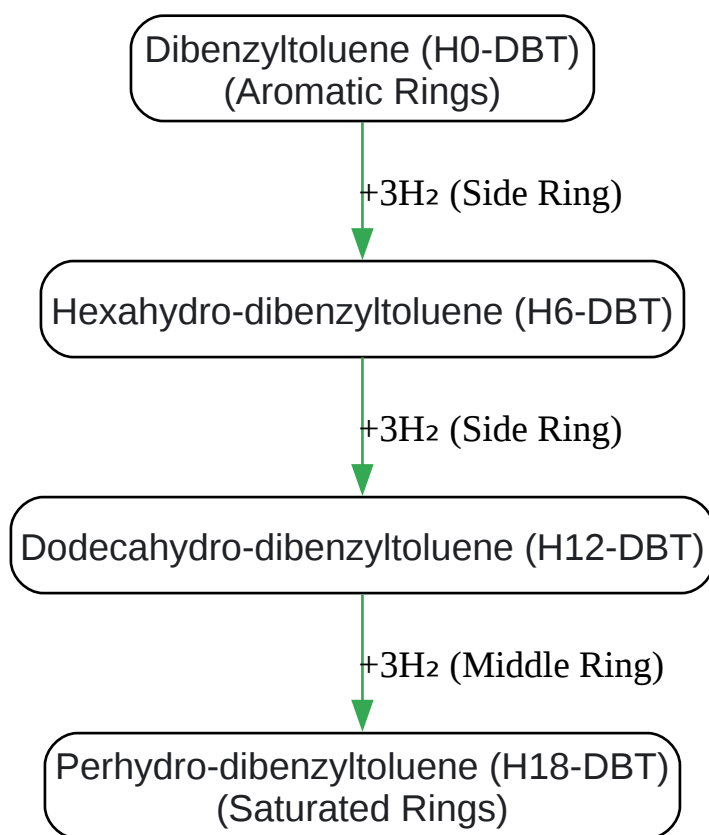 Dibenzyltoluene (H0-DBT)
(Aromatic Rings)
+3H₂ (Side Ring)
Hexahydro-dibenzyltoluene (H6-DBT)
+3H₂ (Side Ring)
Dodecahydro-dibenzyltoluene (H12-DBT)
+3H₂ (Middle Ring)
Perhydro-dibenzyltoluene (H18-DBT)
(Saturated Rings)